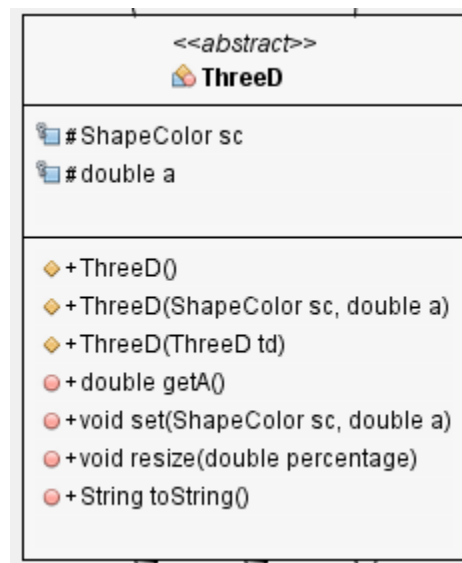 <<abstract>>
ThreeD
# ShapeColor sc
# double a
+ ThreeD()
+ ThreeD(ShapeColor sc, double a)
+ ThreeD(ThreeD td)
+ double getA()
+ void set(ShapeColor sc, double a)
+ void resize(double percentage)
+ String toString()